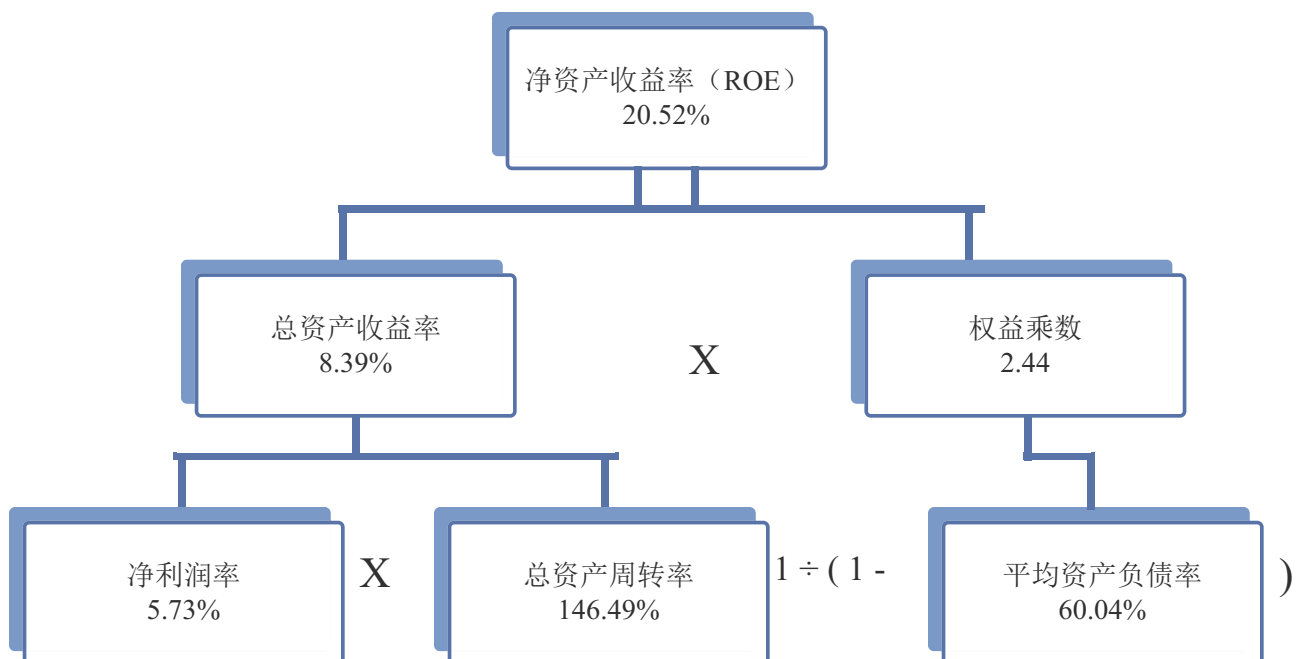 净资产收益率（ROE）
20.52%
总资产收益率
8.39%
X
权益乘数
2.44
净利润率
5.73%
X
总资产周转率
146.49%
1 ÷ ( 1 -
平均资产负债率
60.04%
)